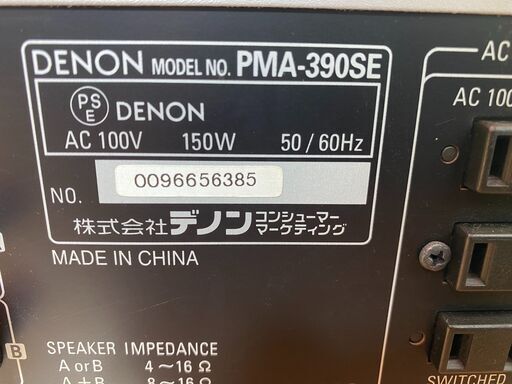 DENON MODEL NO. PMA-390SE
PS E DENON
AC 100V 150W 50/60Hz
NO. 0096656385
株式会社デノン コンシューマー マーケティング
MADE IN CHINA
AC
AC 100
B
SPEAKER IMPEDANCE
A or B 4～16Ω
A + B 8～16Ω
SWITCHED